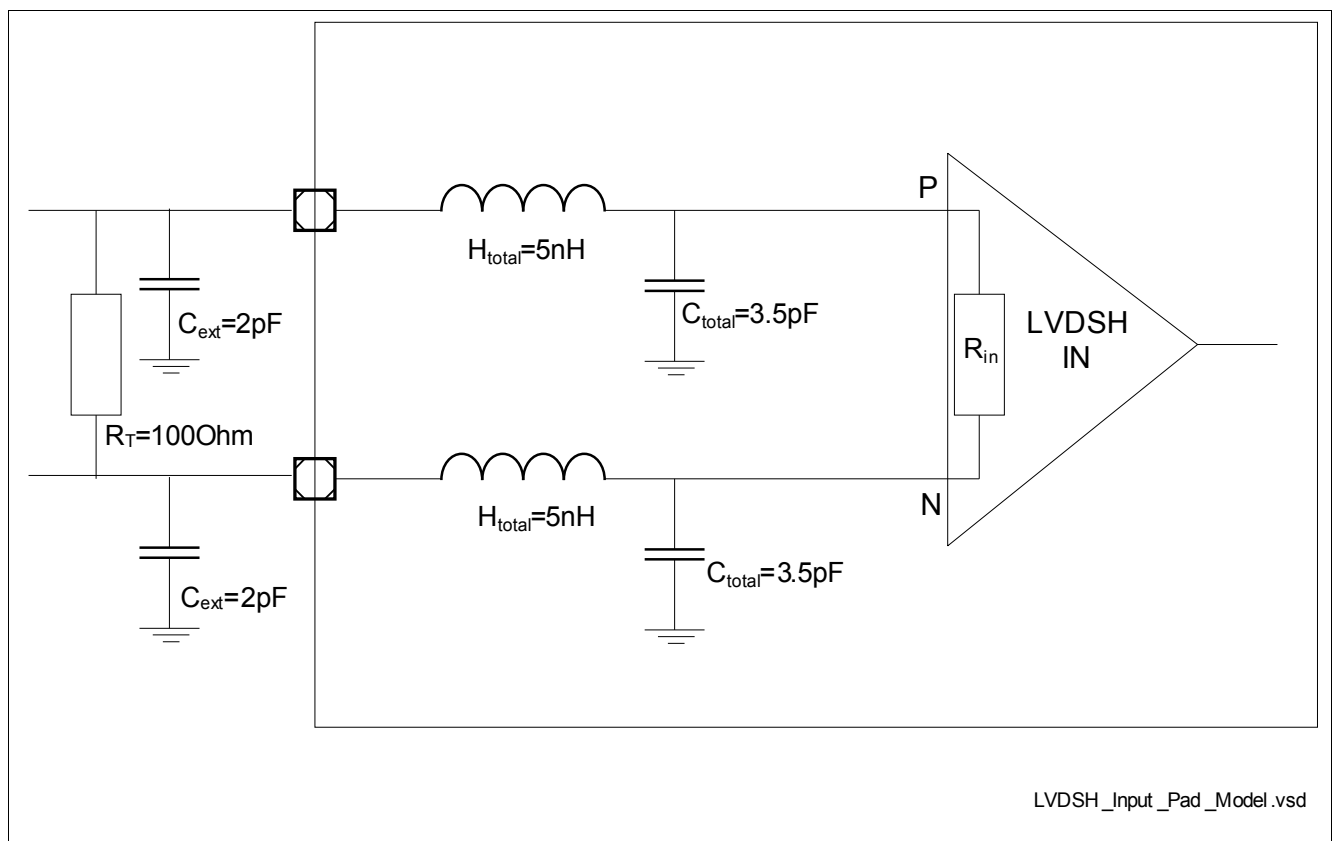 P
H_total=5nH
C_ext=2pF
C_total=3.5pF
LVDSH
IN
R_in
R_T=100Ohm
N
H_total=5nH
C_ext=2pF
C_total=3.5pF
LVDSH_Input_Pad_Model.vsd